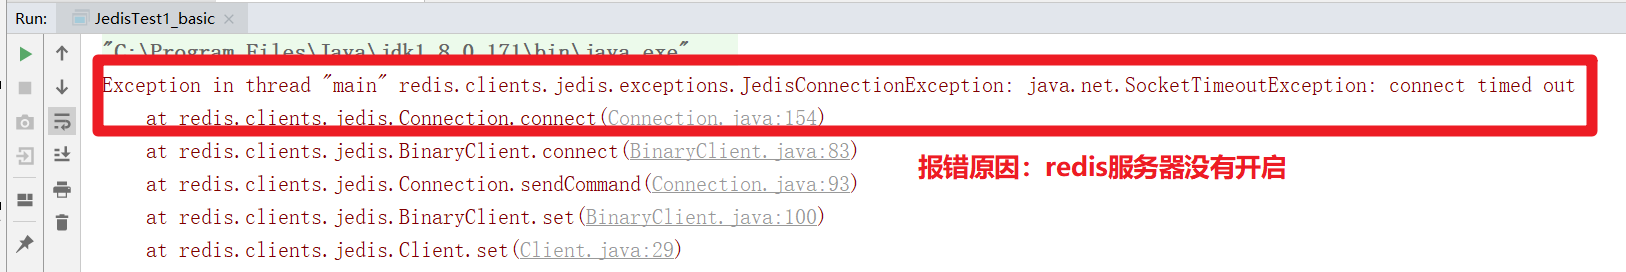 Run: JedisTest1_basic ×
"C:\Program Files\Java\jdk1.8.0_171\bin\java.exe"
Exception in thread "main" redis.clients.jedis.exceptions.JedisConnectionException: java.net.SocketTimeoutException: connect timed out
at redis.clients.jedis.Connection.connect(Connection.java:154)
at redis.clients.jedis.BinaryClient.connect(BinaryClient.java:83)
报错原因：redis服务器没有开启
at redis.clients.jedis.Connection.sendCommand(Connection.java:93)
at redis.clients.jedis.BinaryClient.set(BinaryClient.java:100)
at redis.clients.jedis.Client.set(Client.java:29)